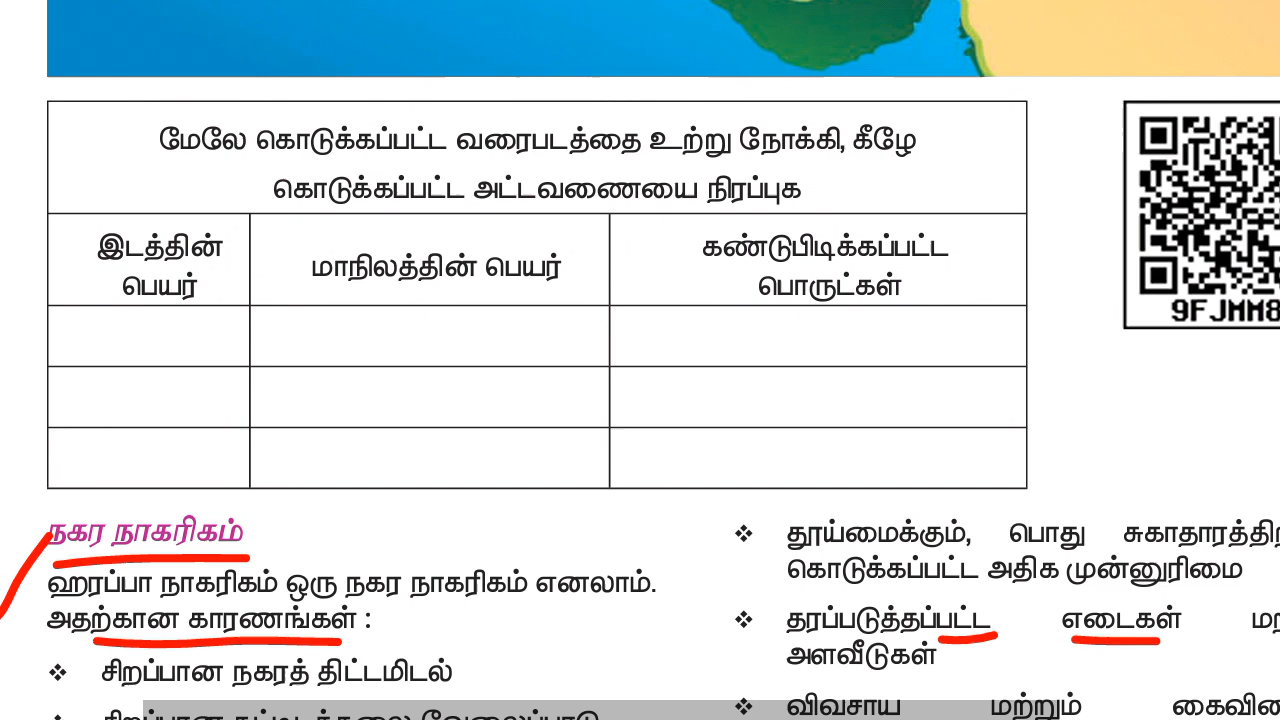 மேலே கொடுக்கப்பட்ட வரைபடத்தை உற்று நோக்கி, கீழே
கொடுக்கப்பட்ட அட்டவணையை நிரப்புக
இடத்தின்
பெயர்
மாநிலத்தின் பெயர்
கண்டுபிடிக்கப்பட்ட
பொருட்கள்
9FJMM8
நகர நாகரிகம்
ஹரப்பா நாகரிகம் ஒரு நகர நாகரிகம் எனலாம்.
அதற்கான காரணங்கள் :
❖ சிறப்பான நகரத் திட்டமிடல்
❖ தூய்மைக்கும், பொது
கொடுக்கப்பட்ட அதிக முன்னுரிமை
❖ தரப்படுத்தப்பட்ட எடைகள்
அளவீடுகள்
❖ விவசாய மற்றும்